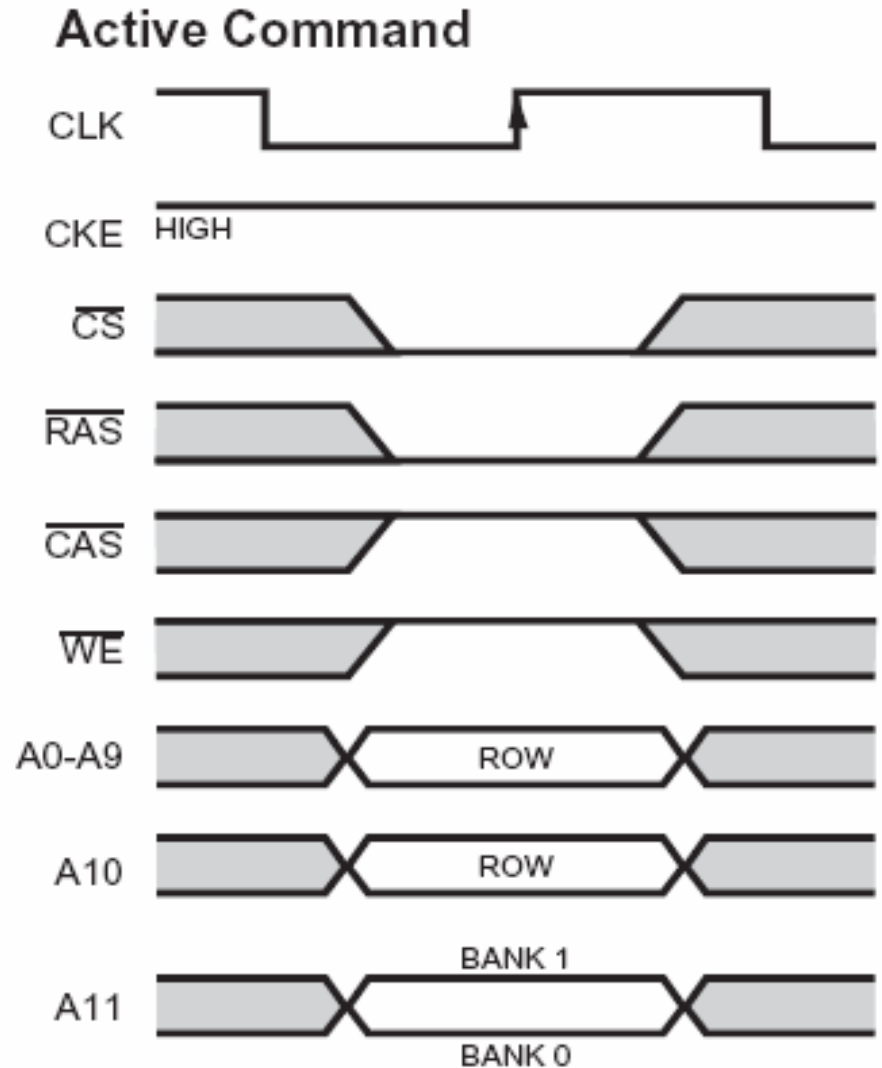 Active Command
CLK
CKE HIGH
CS
RAS
CAS
WE
A0-A9 ROW
A10 ROW
BANK 1
A11
BANK 0